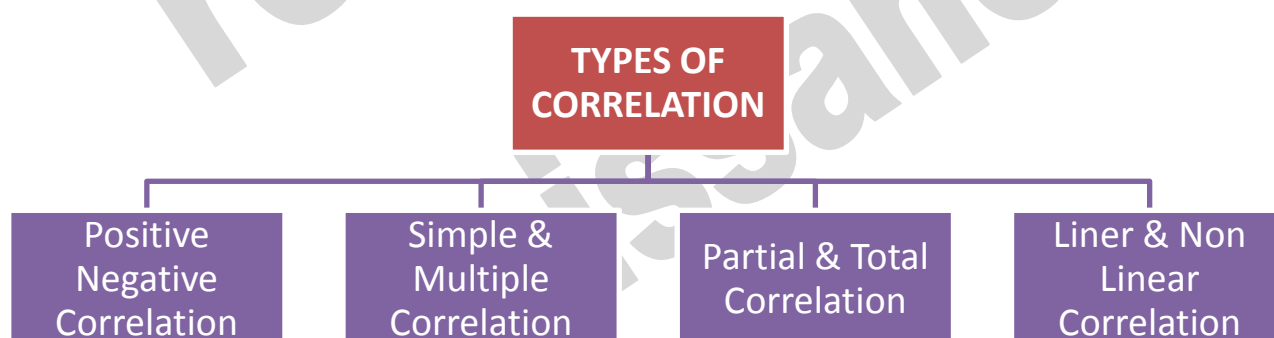 TYPES OF
CORRELATION
Positive
Negative
Correlation
Simple &
Multiple
Correlation
Partial & Total
Correlation
Liner & Non
Linear
Correlation